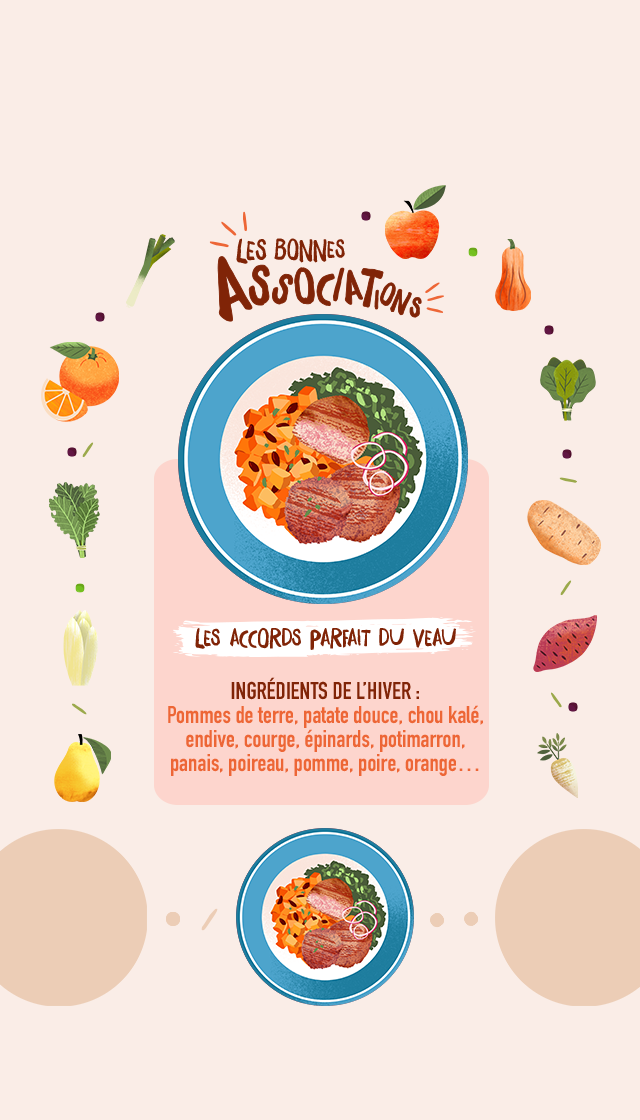 LES BONNES
ASSOCIATIONS
LES ACCORDS PARFAIT DU VEAU
INGRÉDIENTS DE L'HIVER :
Pommes de terre, patate douce, chou kalé,
endive, courge, épinards, potimarron,
panais, poireau, pomme, poire, orange...